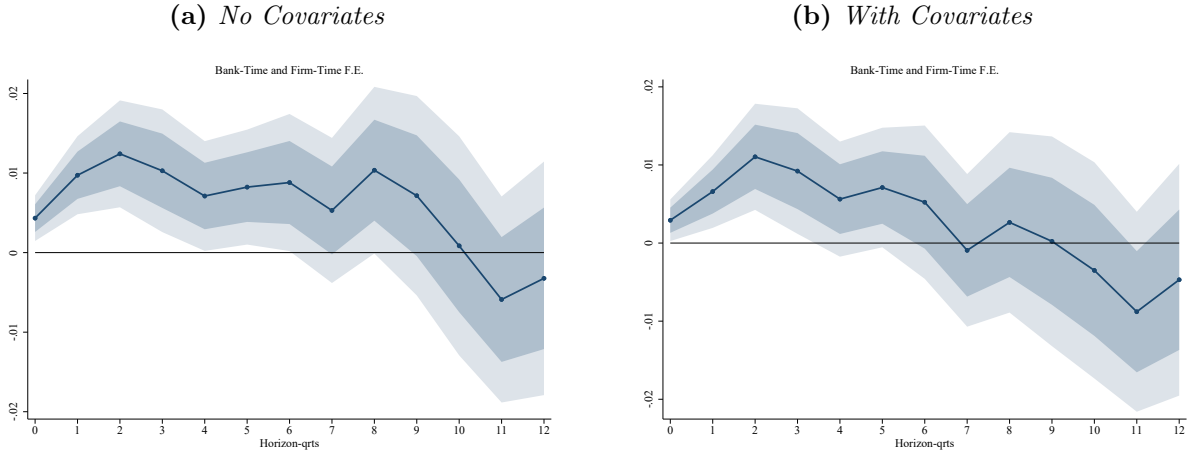 (a) No Covariates
Bank-Time and Firm-Time F.E.
.02
.01
0
-.01
-.02
0 1 2 3 4 5 6 7 8 9 10 11 12
Horizon-qrts
(b) With Covariates
Bank-Time and Firm-Time F.E.
.02
.01
0
-.01
-.02
0 1 2 3 4 5 6 7 8 9 10 11 12
Horizon-qrts